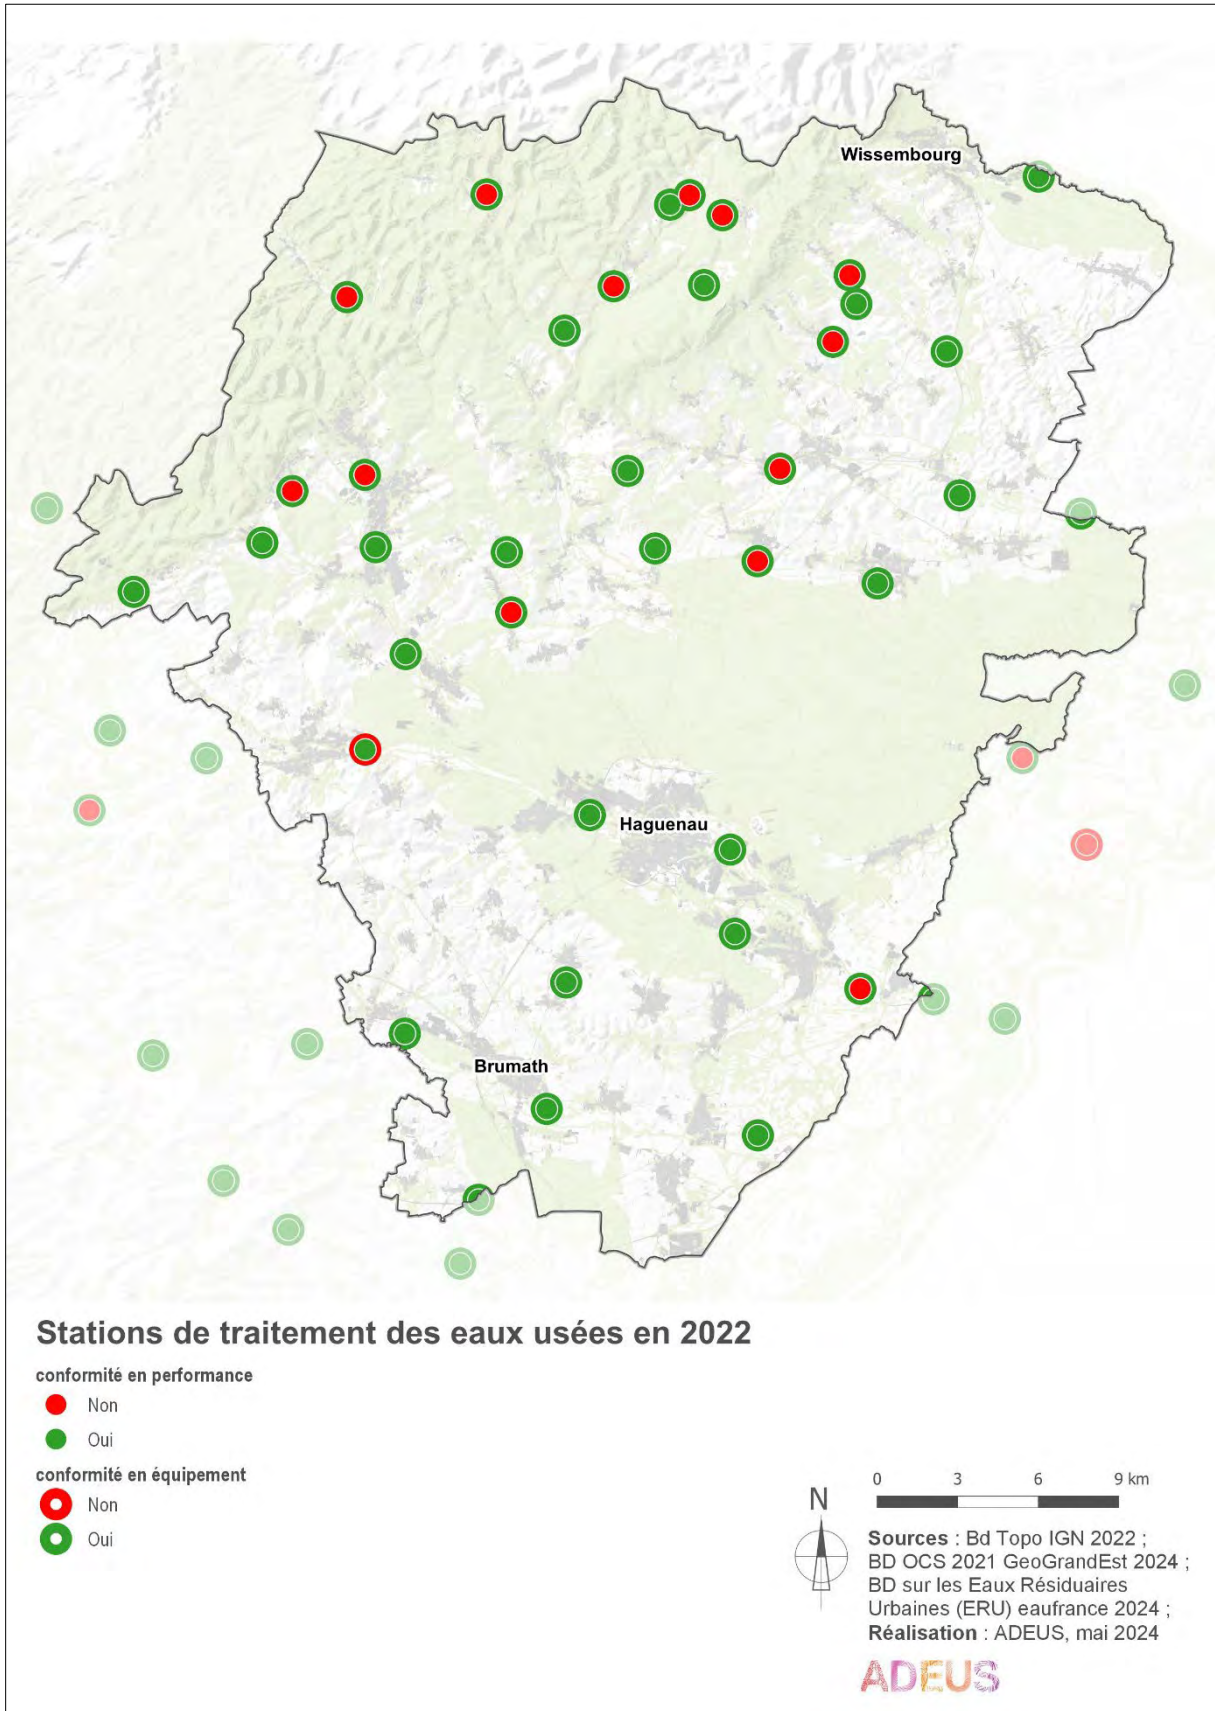 Wissembourg
Haguenau
Brumath
Stations de traitement des eaux usées en 2022
conformité en performance
Non
Oui
conformité en équipement
Non
Oui
N
0 3 6 9 km
Sources : Bd Topo IGN 2022 ;
BD OCS 2021 GeoGrandEst 2024 ;
BD sur les Eaux Résiduaires
Urbaines (ERU) eaufrance 2024 ;
Réalisation : ADEUS, mai 2024
ADEUS